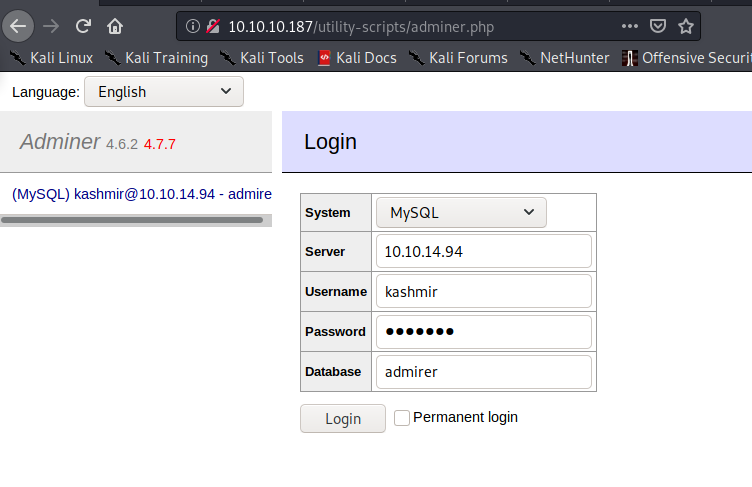 10.10.10.187/utility-scripts/adminer.php
Kali Linux Kali Training Kali Tools Kali Docs Kali Forums NetHunter Offensive Securit
Language: English
Adminer 4.6.2 4.7.7
Login
(MySQL) kashmir@10.10.14.94 - admire
System MySQL
Server 10.10.14.94
Username kashmir
Password ●●●●●●●
Database admirer
Login Permanent login